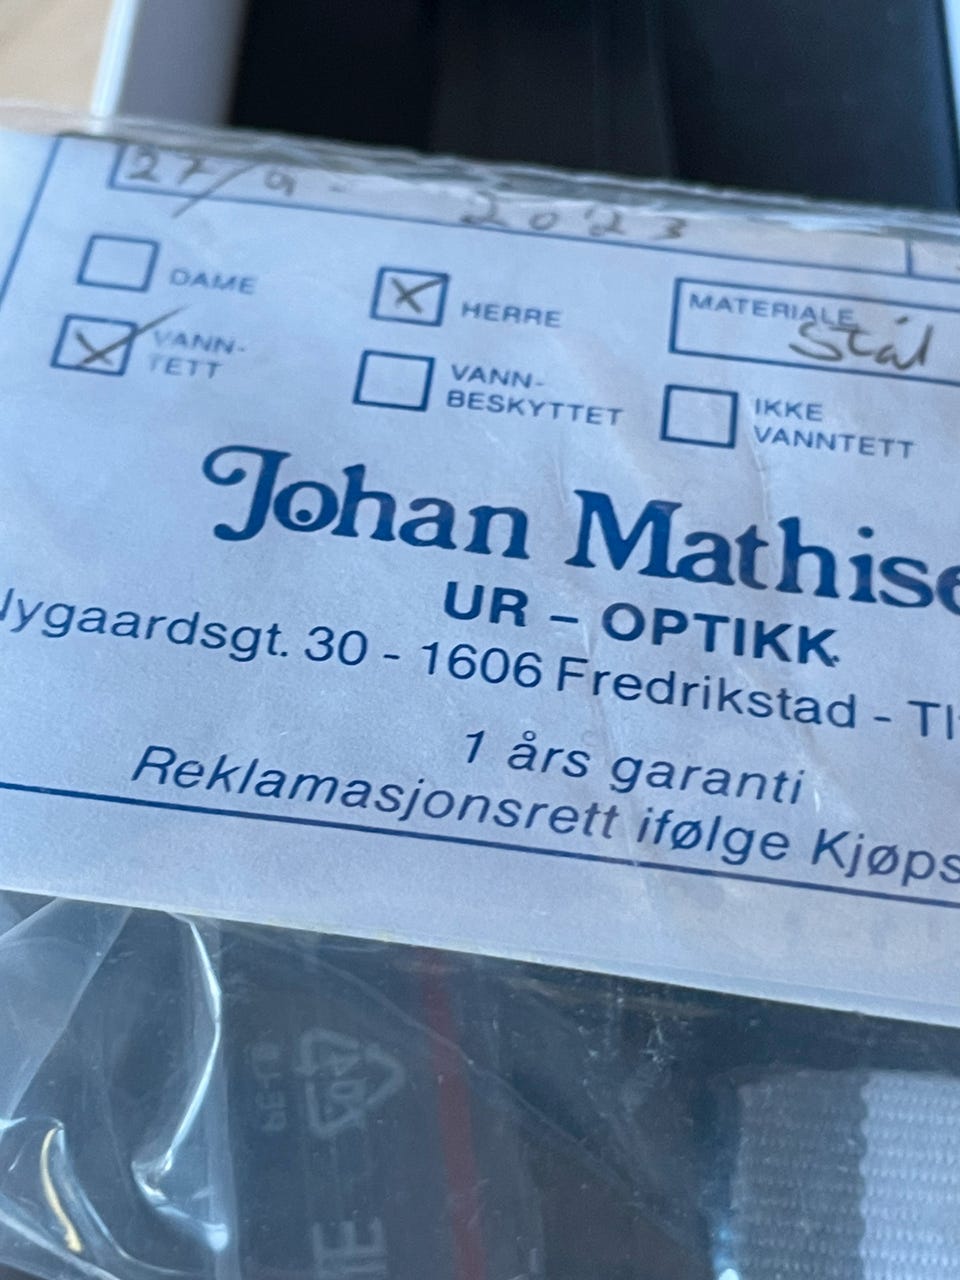 27/9 - 2023
DAME
HERRE
MATERIALE
Stål
VANN-
TETT
VANN-
BESKYTTET
IKKE
VANNTETT
Johan Mathise
UR – OPTIKK
ygaardsgt. 30 - 1606 Fredrikstad - Tl
1 års garanti
Reklamasjonsrett ifølge Kjøps